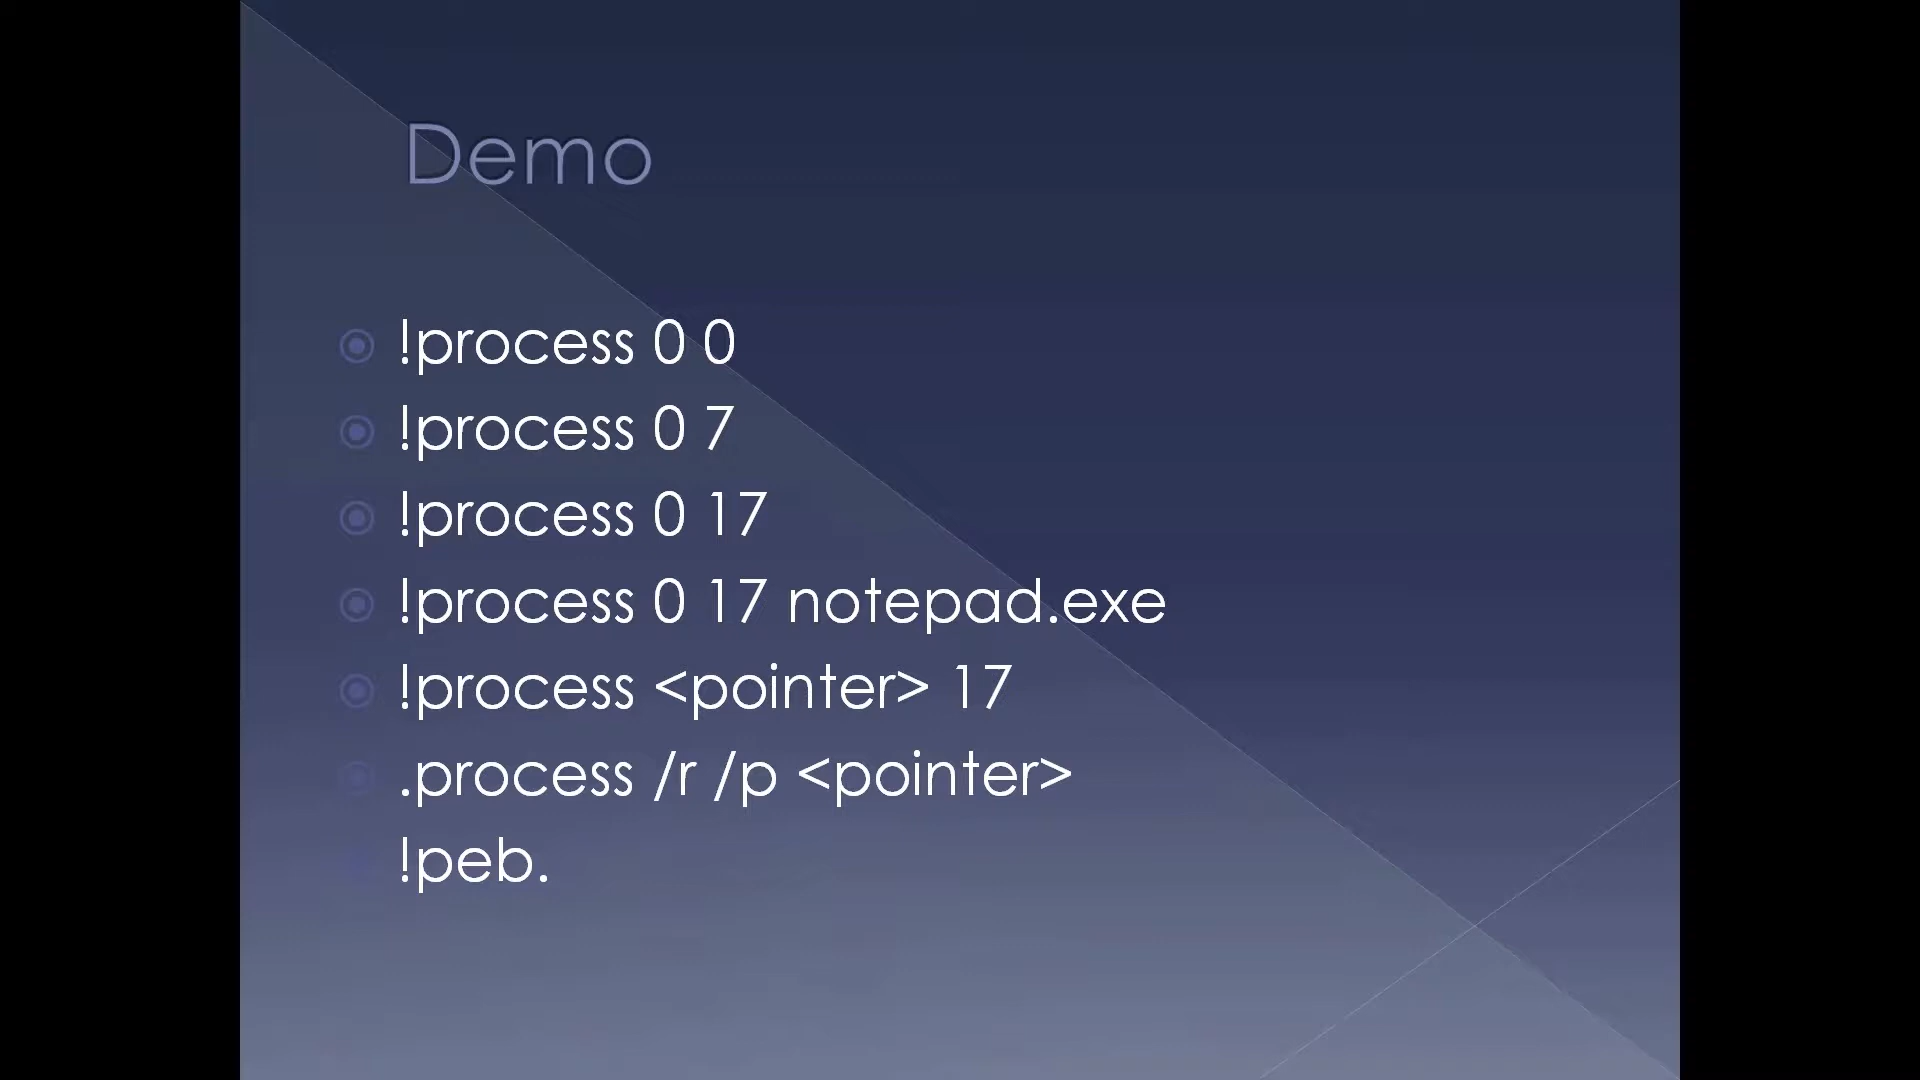 Demo
!process 0 0
!process 0 7
!process 0 17
!process 0 17 notepad.exe
!process <pointer> 17
.process /r /p <pointer>
!peb.